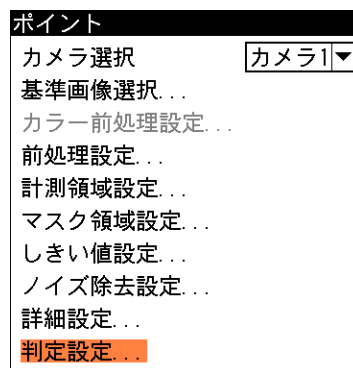 ポイント
カメラ選択 カメラ1▼
基準画像選択...
カラー前処理設定...
前処理設定...
計測領域設定...
マスク領域設定...
しきい値設定...
ノイズ除去設定...
詳細設定...
判定設定...